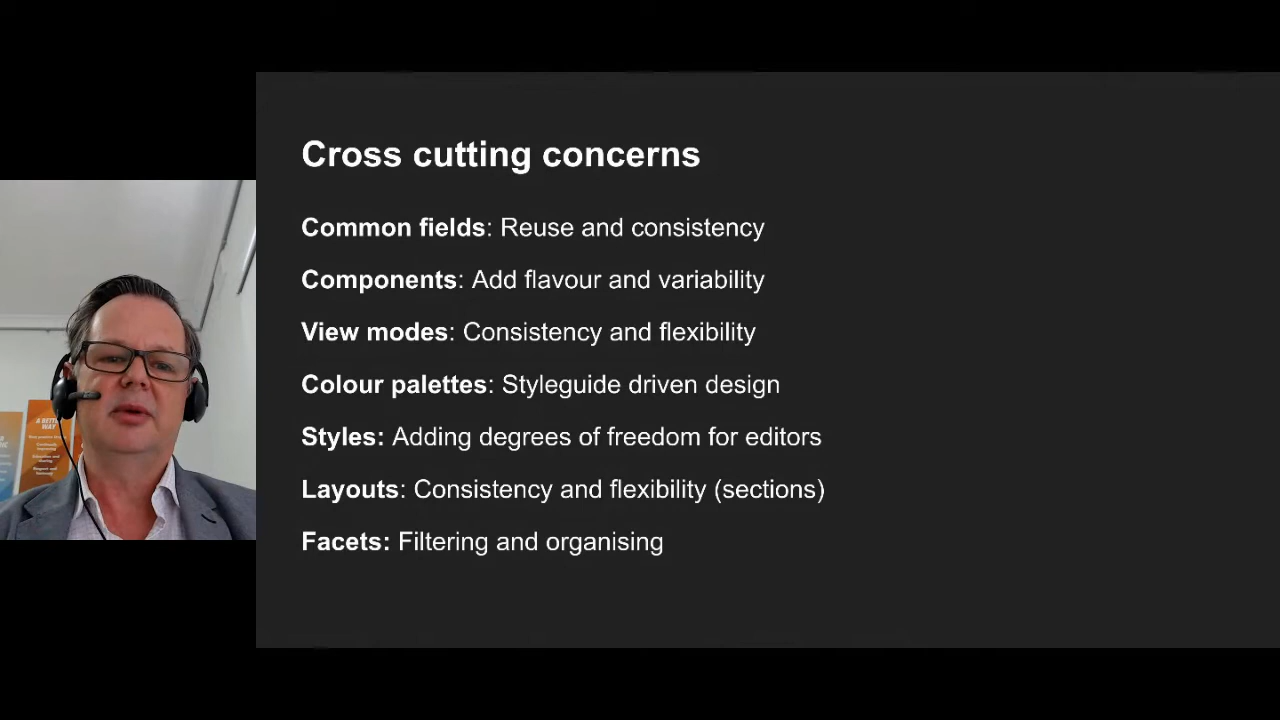 Cross cutting concerns
Common fields: Reuse and consistency
Components: Add flavour and variability
View modes: Consistency and flexibility
Colour palettes: Styleguide driven design
Styles: Adding degrees of freedom for editors
Layouts: Consistency and flexibility (sections)
Facets: Filtering and organising
A BETTER
WAY